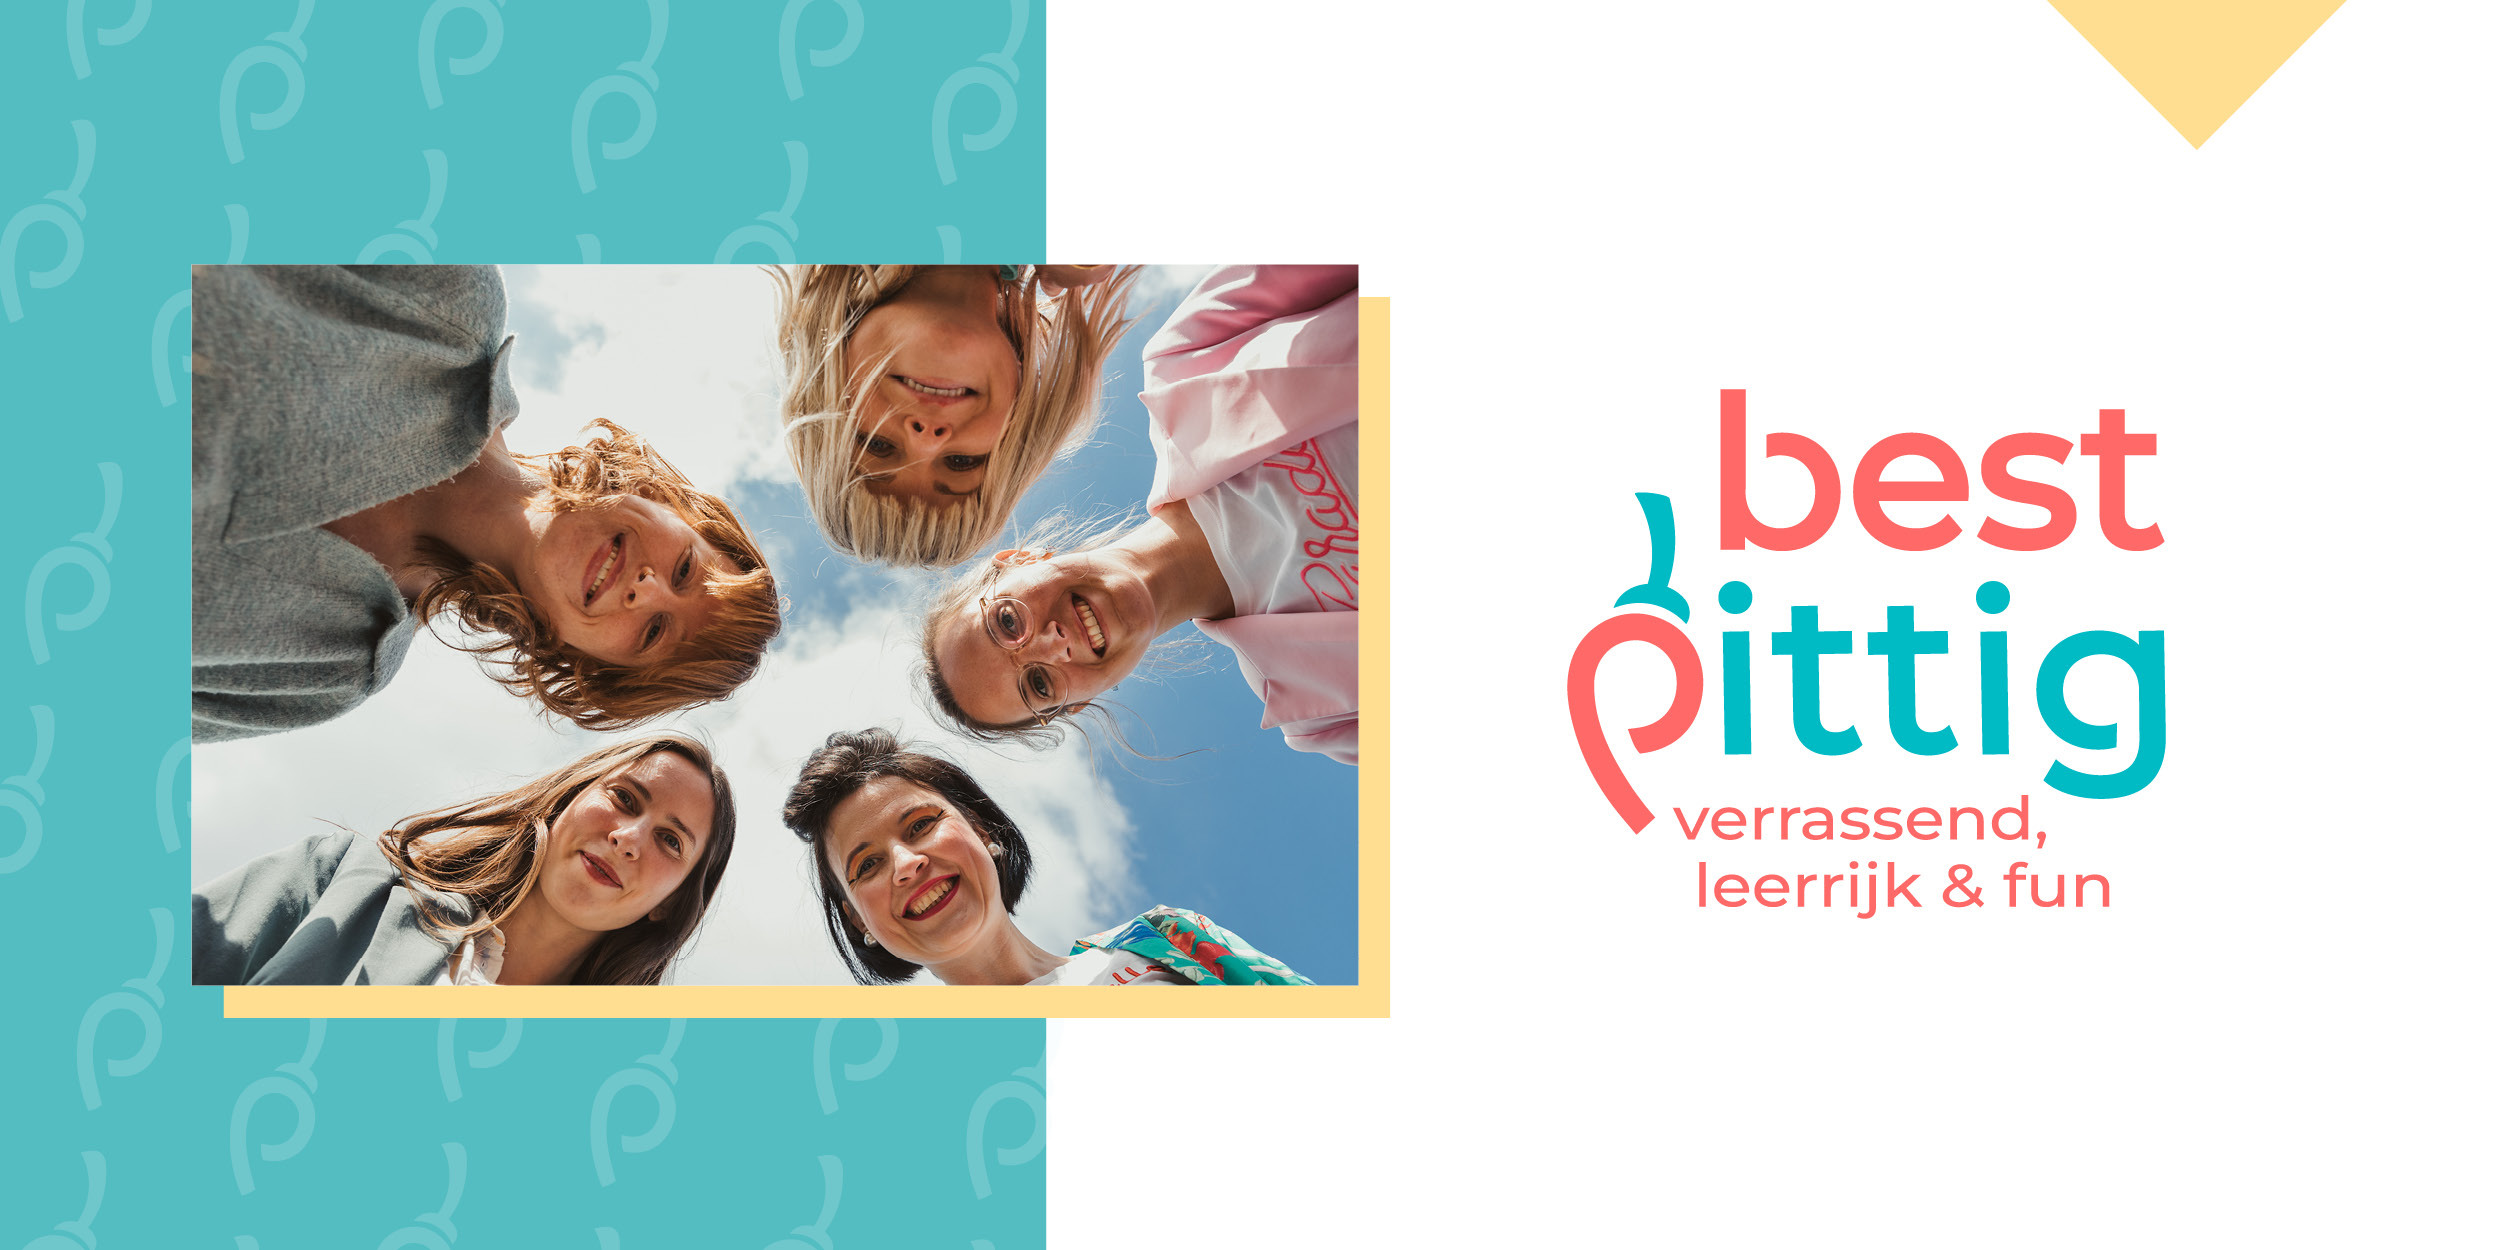 best
pittig
verrassend,
leerrijk & fun